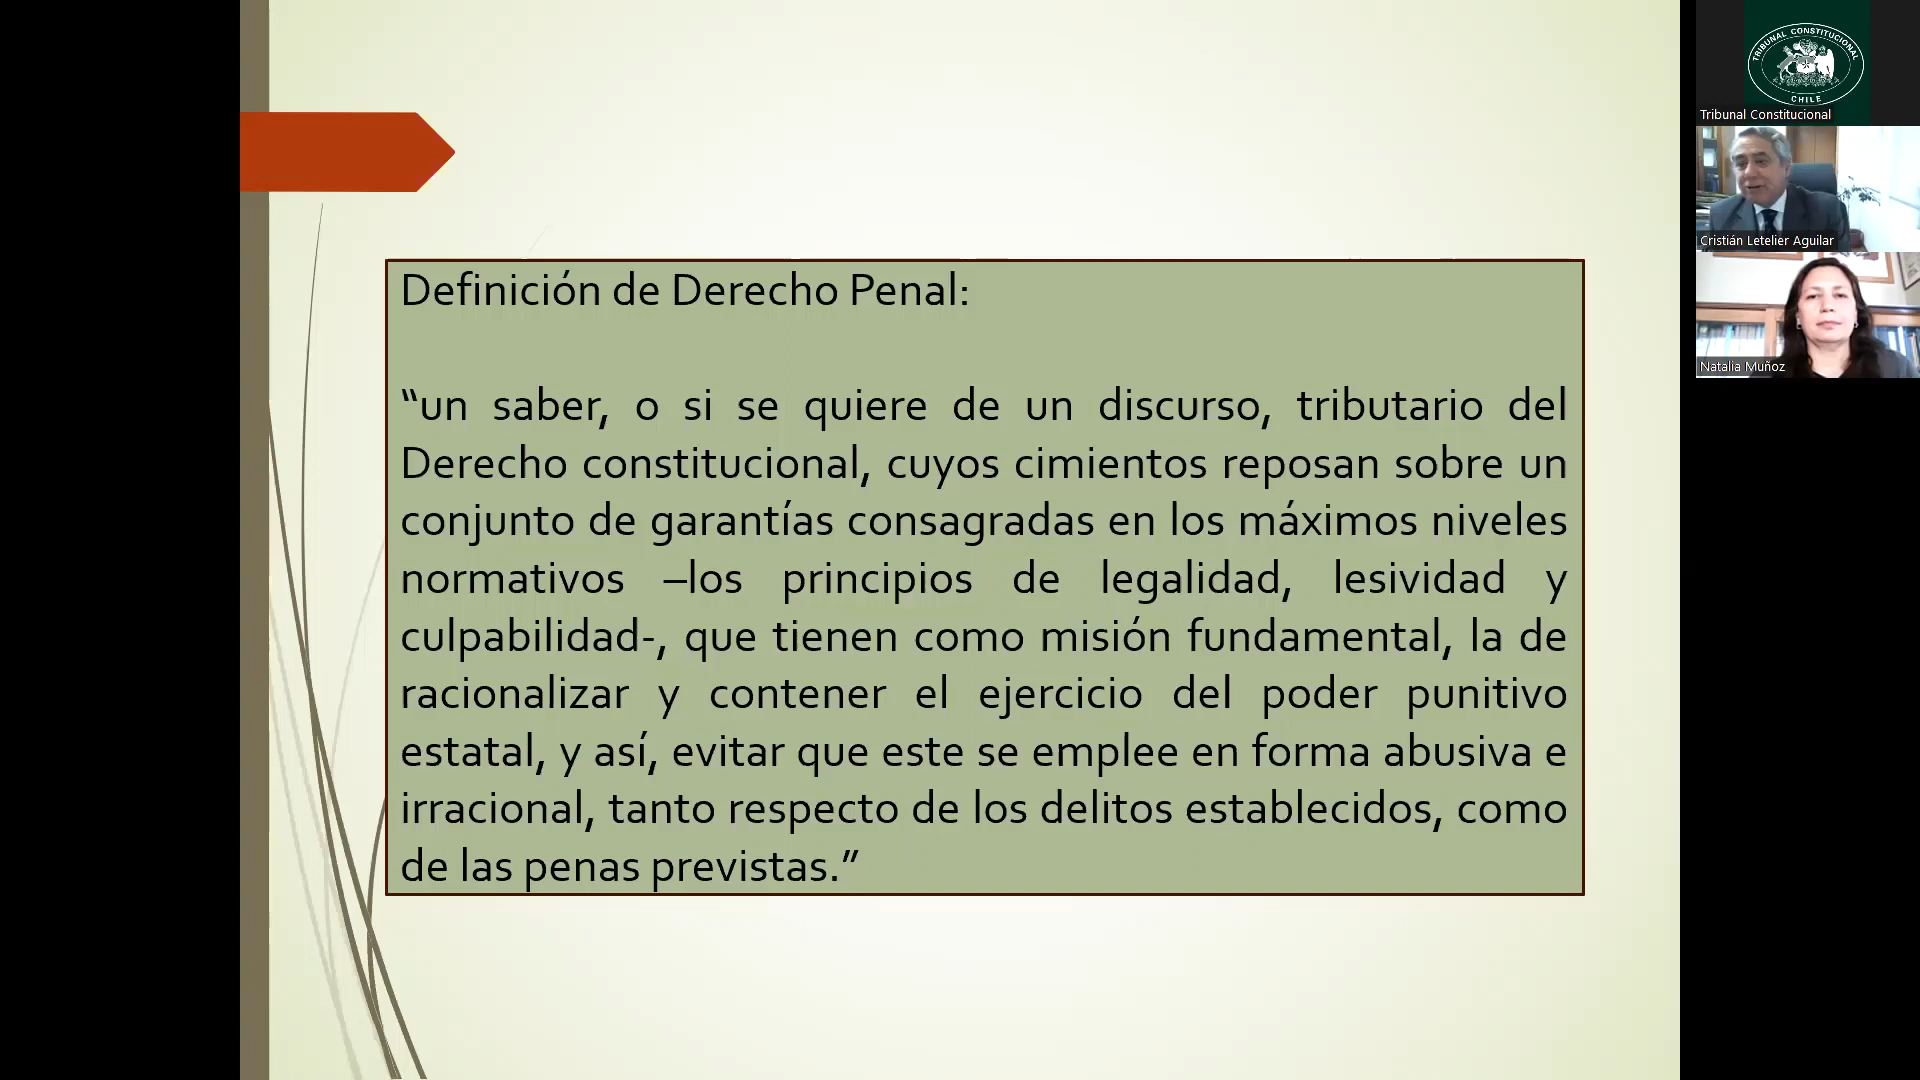 Definición de Derecho Penal:
“un saber, o si se quiere de un discurso, tributario del
Derecho constitucional, cuyos cimientos reposan sobre un
conjunto de garantías consagradas en los máximos niveles
normativos –los principios de legalidad, lesividad y
culpabilidad-, que tienen como misión fundamental, la de
racionalizar y contener el ejercicio del poder punitivo
estatal, y así, evitar que este se emplee en forma abusiva e
irracional, tanto respecto de los delitos establecidos, como
de las penas previstas.”
TRIBUNAL CONSTITUCIONAL
CHILE
Tribunal Constitucional
Cristián Letelier Aguilar
Natalia Muñoz